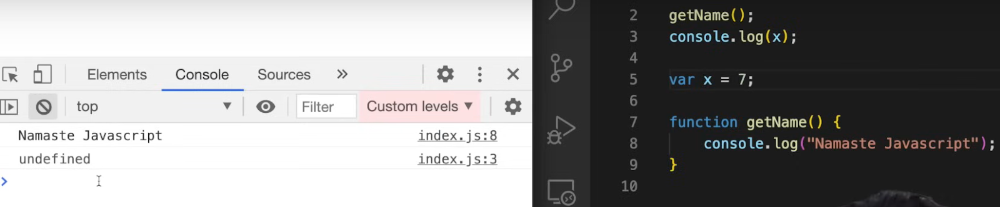 Elements Console Sources »
top Filter Custom levels
Namaste Javascript index.js:8
undefined index.js:3
>
2 getName();
3 console.log(x);
4
5 var x = 7;
6
7 function getName() {
8 console.log("Namaste Javascript");
9 }
10